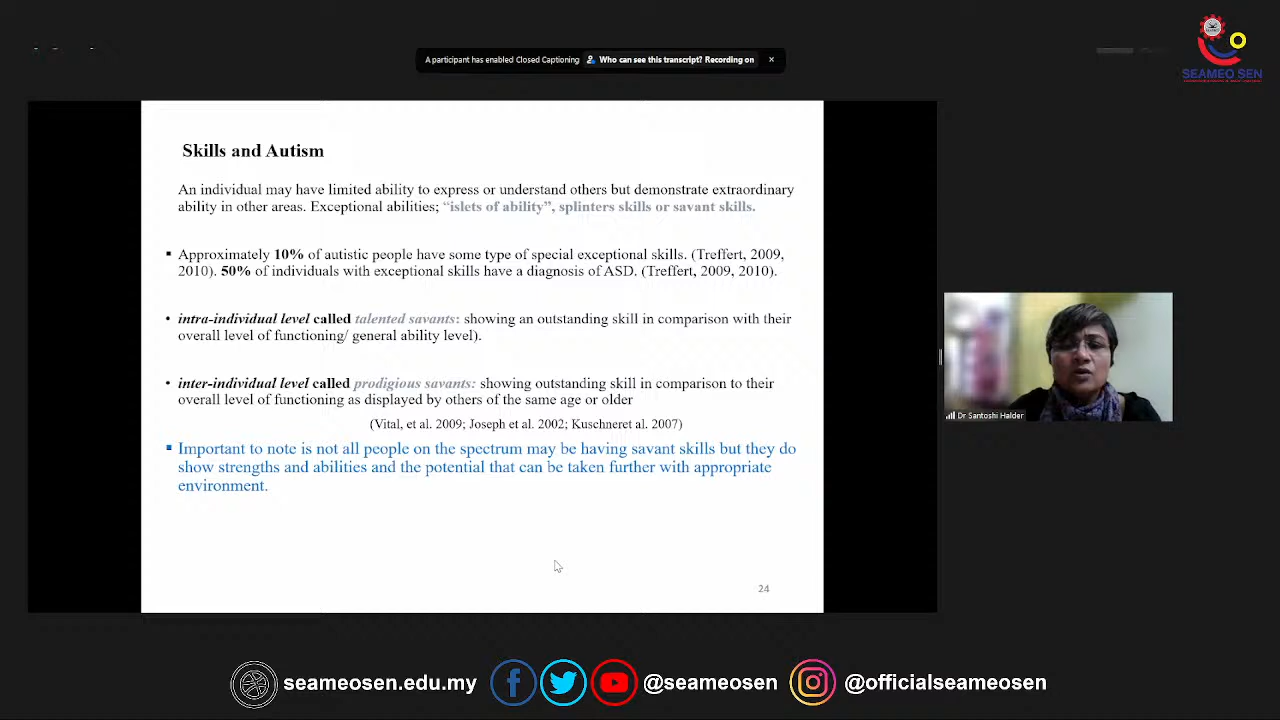 SEAMEO SEN
A participant has enabled Closed Captioning Who can see this transcript? Recording on
Skills and Autism
An individual may have limited ability to express or understand others but demonstrate extraordinary
ability in other areas. Exceptional abilities; “islets of ability”, splinters skills or savant skills.
▪ Approximately 10% of autistic people have some type of special exceptional skills. (Treffert, 2009,
2010). 50% of individuals with exceptional skills have a diagnosis of ASD. (Treffert, 2009, 2010).
• intra-individual level called talented savants: showing an outstanding skill in comparison with their
overall level of functioning/ general ability level).
• inter-individual level called prodigious savants: showing outstanding skill in comparison to their
overall level of functioning as displayed by others of the same age or older
(Vital, et al. 2009; Joseph et al. 2002; Kuschneret al. 2007)
▪ Important to note is not all people on the spectrum may be having savant skills but they do
show strengths and abilities and the potential that can be taken further with appropriate
environment.
24
Dr Santoshi Halder
seameosen.edu.my @seameosen @officialseameosen